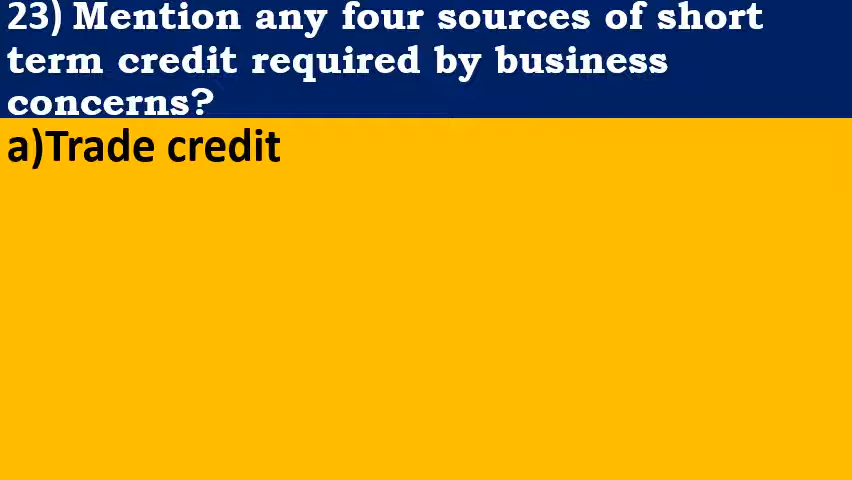 23) Mention any four sources of short
term credit required by business
concerns?
a)Trade credit